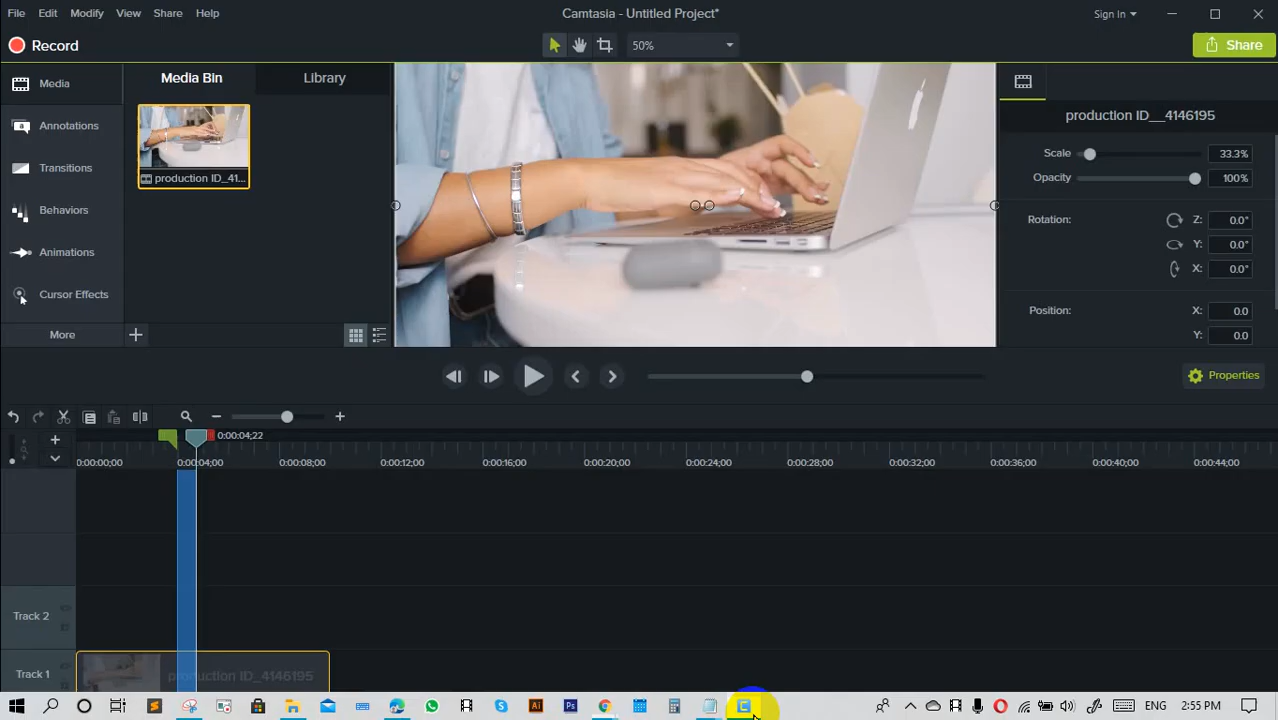 File Edit Modify View Share Help Camtasia - Untitled Project* Sign In
Record 50% Share
Media
Annotations
Transitions
Behaviors
Animations
Cursor Effects
More
Media Bin Library
production ID_41...
production ID__4146195
Scale 33.3%
Opacity 100%
Rotation: Z: 0.0°
Y: 0.0°
X: 0.0°
Position: X: 0.0
Y: 0.0
Properties
0:00:04;22
0:00:00;00 0:00:04;00 0:00:08;00 0:00:12;00 0:00:16;00 0:00:20;00 0:00:24;00 0:00:28;00 0:00:32;00 0:00:36;00 0:00:40;00 0:00:44;00
Track 2
Track 1 production ID_4146195
Ai Ps C ENG 2:55 PM